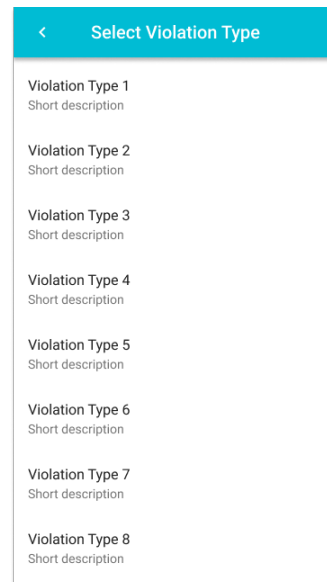 Select Violation Type
Violation Type 1
Short description
Violation Type 2
Short description
Violation Type 3
Short description
Violation Type 4
Short description
Violation Type 5
Short description
Violation Type 6
Short description
Violation Type 7
Short description
Violation Type 8
Short description